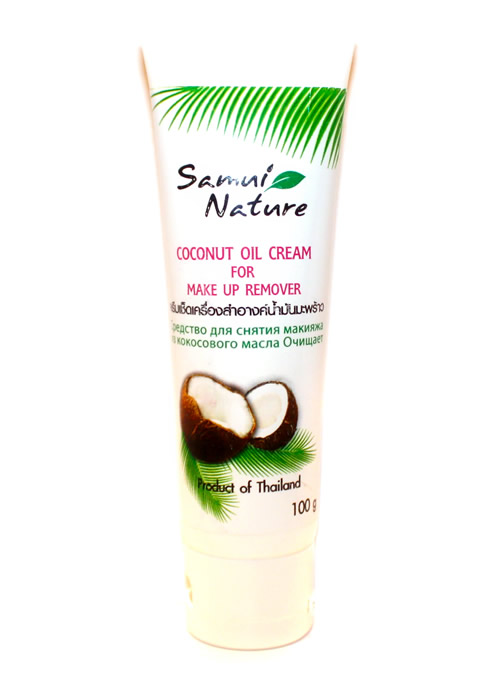 Samui
Nature
COCONUT OIL CREAM
FOR
MAKE UP REMOVER
ครีมเช็ดเครื่องสำอางค์น้ำมันมะพร้าว
Средство для снятия макияжа
кокосового масла Очищает
Product of Thailand
100 g